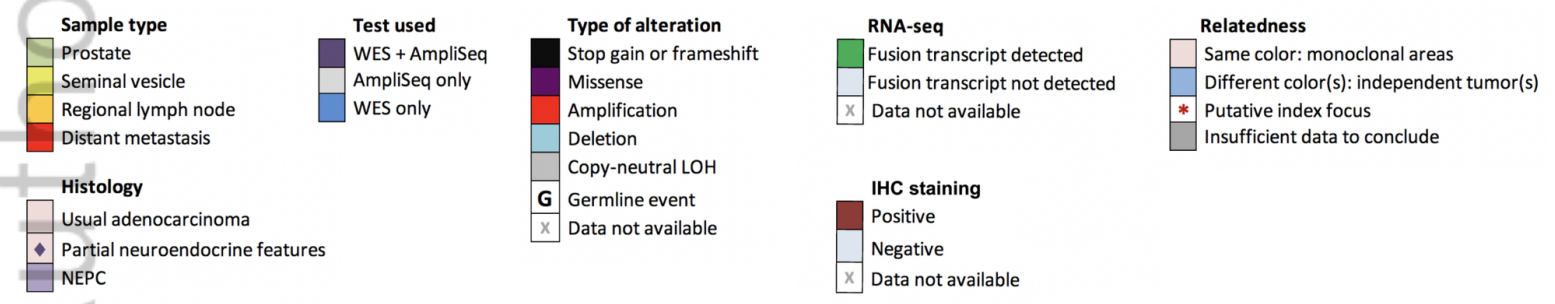 Sample type
Prostate
Seminal vesicle
Regional lymph node
Distant metastasis
Histology
Usual adenocarcinoma
Partial neuroendocrine features
NEPC
Test used
WES + AmpliSeq
AmpliSeq only
WES only
Type of alteration
Stop gain or frameshift
Missense
Amplification
Deletion
Copy-neutral LOH
G Germline event
X Data not available
RNA-seq
Fusion transcript detected
Fusion transcript not detected
X Data not available
IHC staining
Positive
Negative
X Data not available
Relatedness
Same color: monoclonal areas
Different color(s): independent tumor(s)
* Putative index focus
Insufficient data to conclude